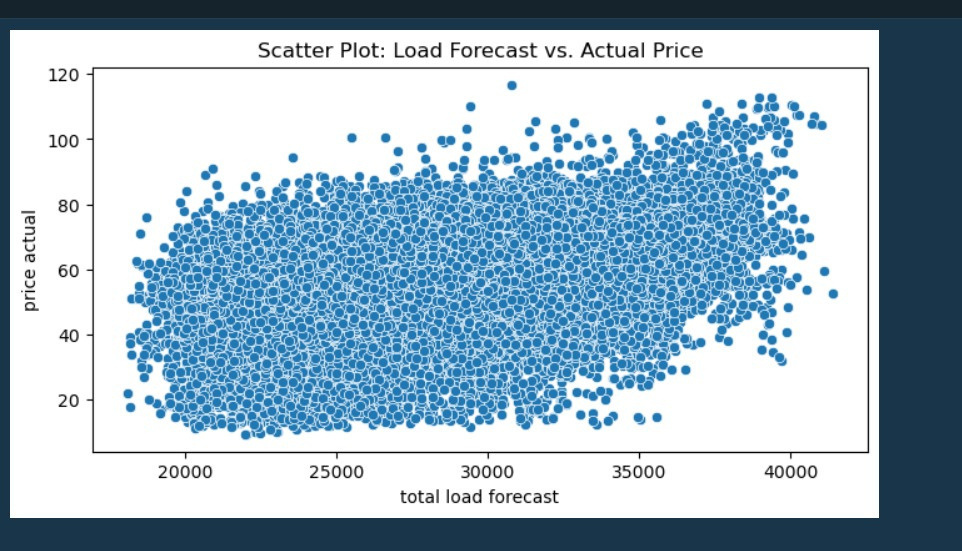 Scatter Plot: Load Forecast vs. Actual Price
120
100
80
60
40
20
price actual
20000 25000 30000 35000 40000
total load forecast